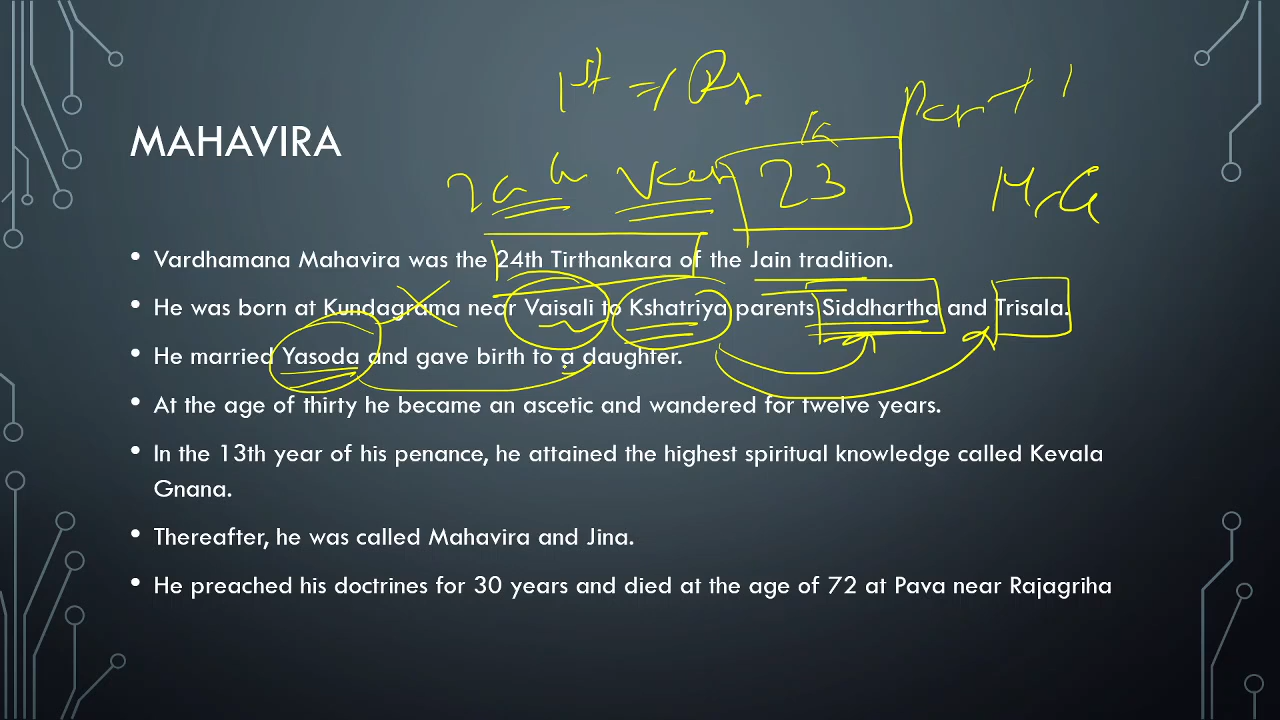 1st ⇒ Rs
23
MAHAVIRA
• Vardhamana Mahavira was the 24th Tirthankara of the Jain tradition.
• He was born at Kundagrama near Vaisali to Kshatriya parents Siddhartha and Trisala.
• He married Yasoda and gave birth to a daughter.
• At the age of thirty he became an ascetic and wandered for twelve years.
• In the 13th year of his penance, he attained the highest spiritual knowledge called Kevala
Gnana.
• Thereafter, he was called Mahavira and Jina.
• He preached his doctrines for 30 years and died at the age of 72 at Pava near Rajagriha